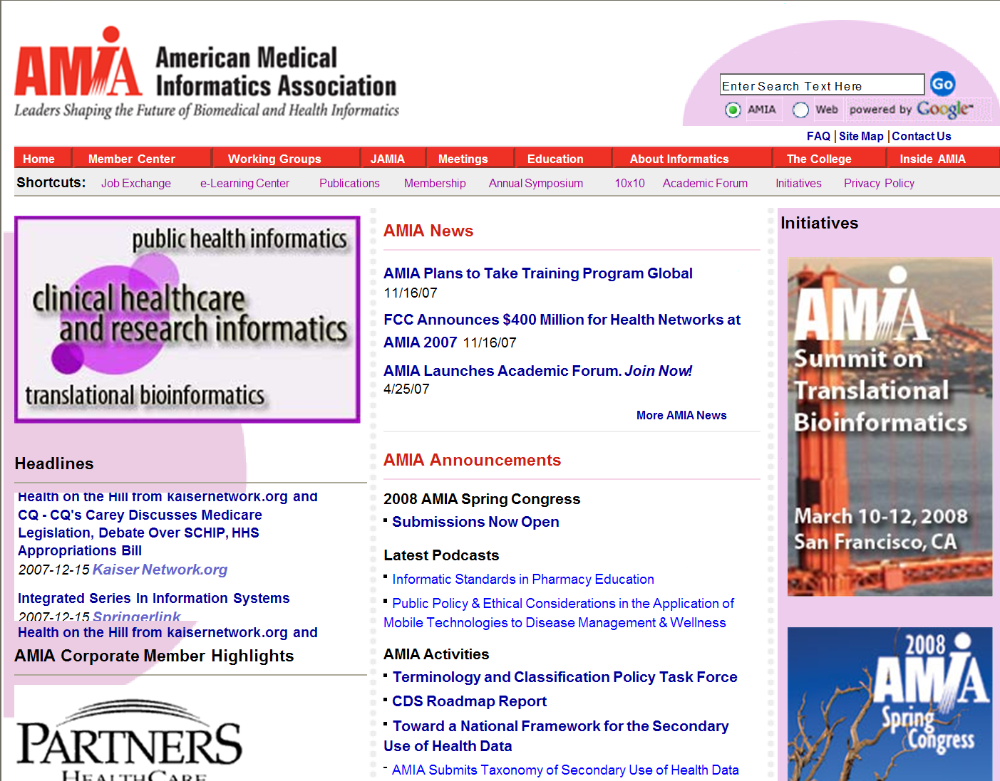 AMIA
American Medical
Informatics Association
Leaders Shaping the Future of Biomedical and Health Informatics
Enter Search Text Here
Go
AMIA Web powered by Google™
FAQ | Site Map | Contact Us
Home Member Center Working Groups JAMIA Meetings Education About Informatics The College Inside AMIA
Shortcuts: Job Exchange e-Learning Center Publications Membership Annual Symposium 10x10 Academic Forum Initiatives Privacy Policy
public health informatics
clinical healthcare
and research informatics
translational bioinformatics
Headlines
Health on the Hill from kaisernetwork.org and
CQ - CQ's Carey Discusses Medicare
Legislation, Debate Over SCHIP, HHS
Appropriations Bill
2007-12-15 Kaiser Network.org
Integrated Series In Information Systems
2007-12-15 Springerlink
Health on the Hill from kaisernetwork.org and
AMIA Corporate Member Highlights
PARTNERS
HEALTHCARE
AMIA News
AMIA Plans to Take Training Program Global
11/16/07
FCC Announces $400 Million for Health Networks at
AMIA 2007 11/16/07
AMIA Launches Academic Forum. Join Now!
4/25/07
More AMIA News
AMIA Announcements
2008 AMIA Spring Congress
Submissions Now Open
Latest Podcasts
Informatic Standards in Pharmacy Education
Public Policy & Ethical Considerations in the Application of
Mobile Technologies to Disease Management & Wellness
AMIA Activities
Terminology and Classification Policy Task Force
CDS Roadmap Report
Toward a National Framework for the Secondary
Use of Health Data
- AMIA Submits Taxonomy of Secondary Use of Health Data
Initiatives
AMIA
Summit on
Translational
Bioinformatics
March 10-12, 2008
San Francisco, CA
2008
AMIA
Spring
Congress